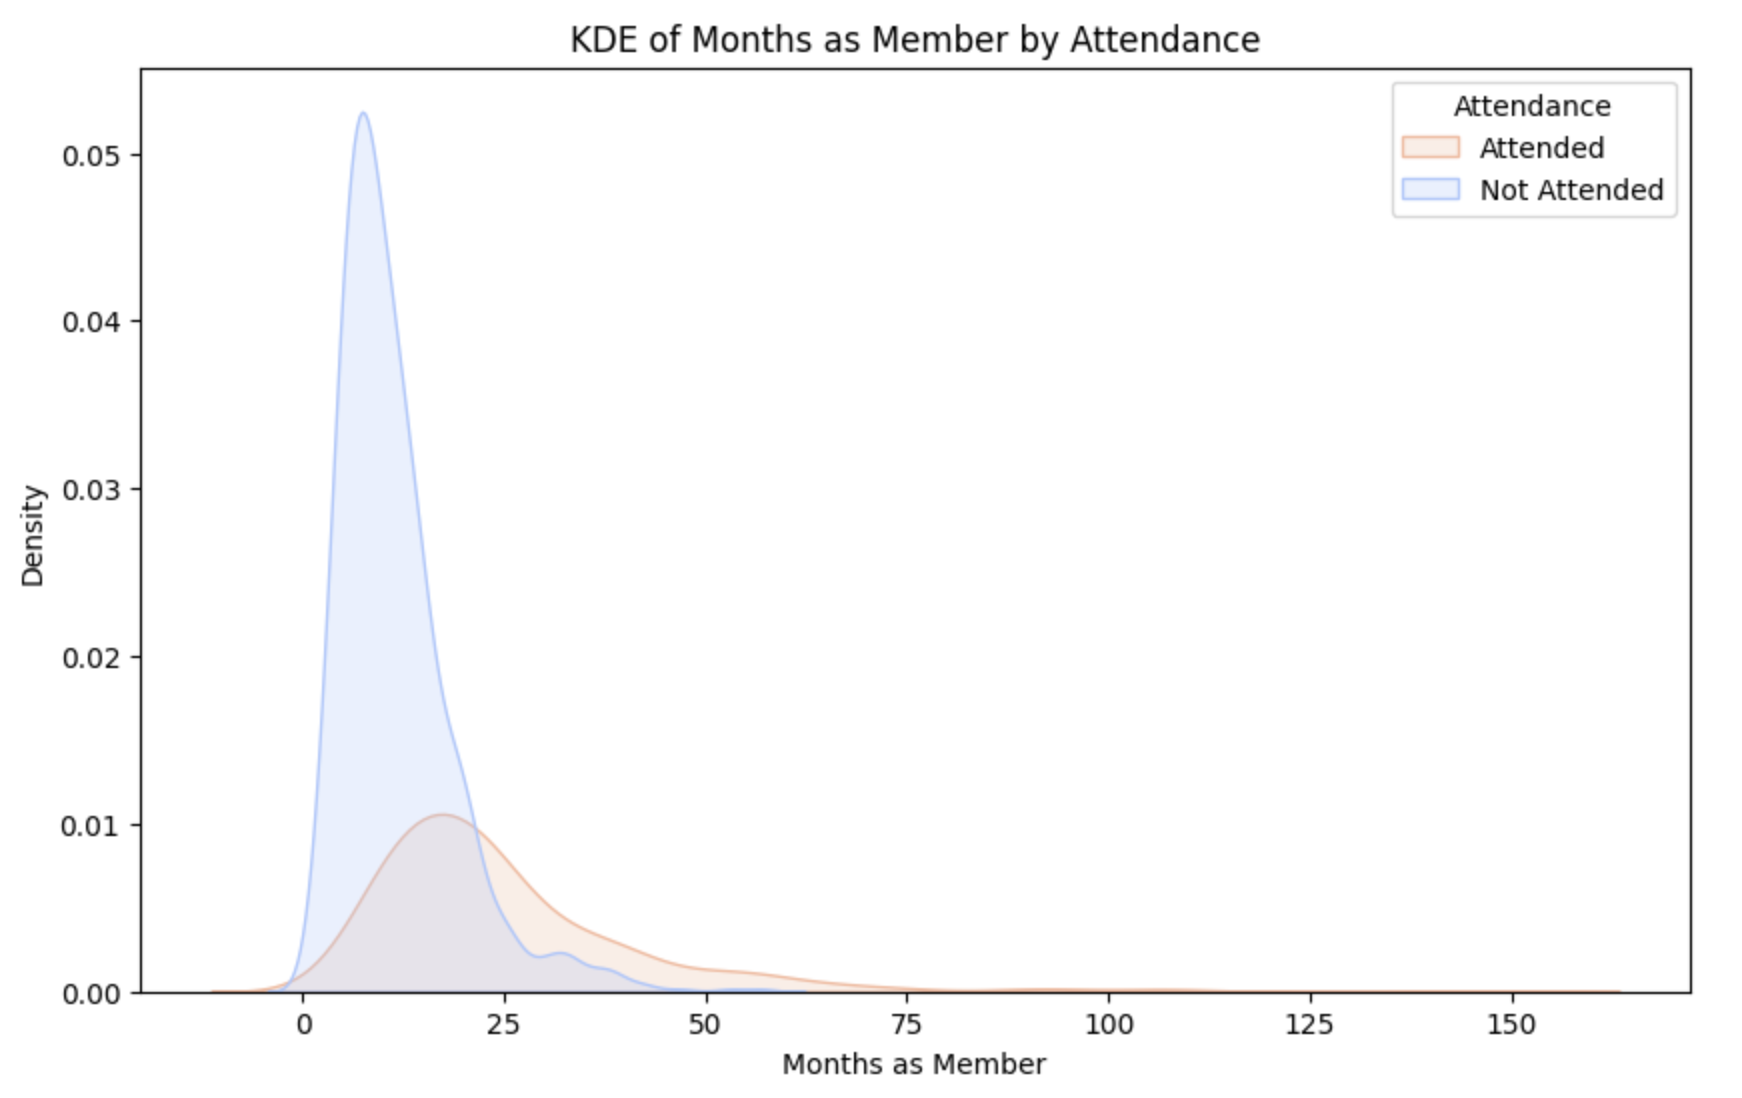 KDE of Months as Member by Attendance
Attendance
Attended
Not Attended
0.05
0.04
0.03
0.02
0.01
0.00
Density
0 25 50 75 100 125 150
Months as Member